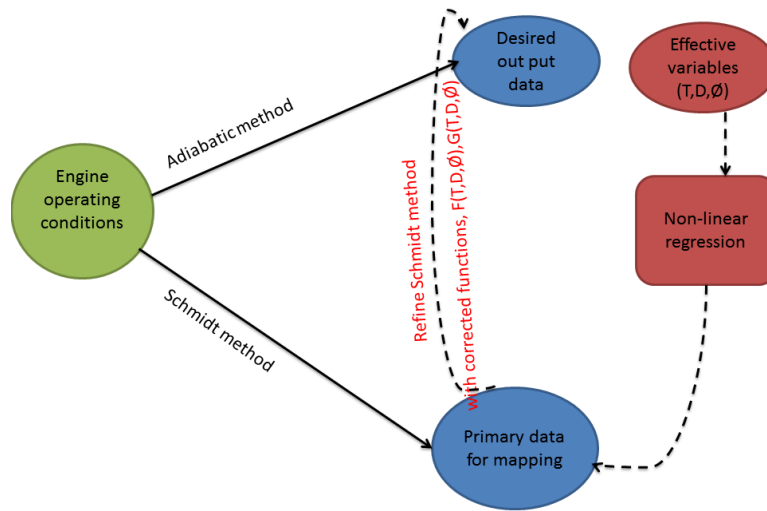 Desired
out put
data
Effective
variables
(T,D,Ø)
Adiabatic method
Engine
operating
conditions
Refine Schmidt method
with corrected functions, F(T,D,Ø),G(T,D,Ø)
Non-linear
regression
Schmidt method
Primary data
for mapping